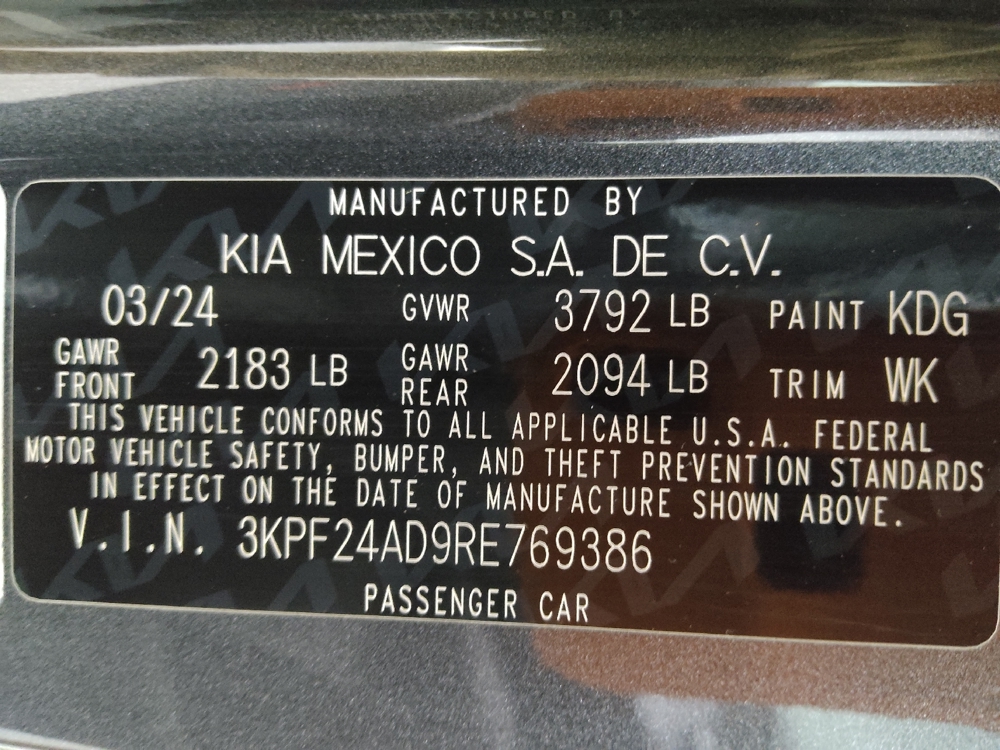 MANUFACTURED BY
KIA MEXICO S.A. DE C.V.
03/24 GVWR 3792 LB PAINT KDG
GAWR FRONT 2183 LB GAWR REAR 2094 LB TRIM WK
THIS VEHICLE CONFORMS TO ALL APPLICABLE U.S.A. FEDERAL
MOTOR VEHICLE SAFETY, BUMPER, AND THEFT PREVENTION STANDARDS
IN EFFECT ON THE DATE OF MANUFACTURE SHOWN ABOVE.
V.I.N. 3KPF24AD9RE769386
PASSENGER CAR